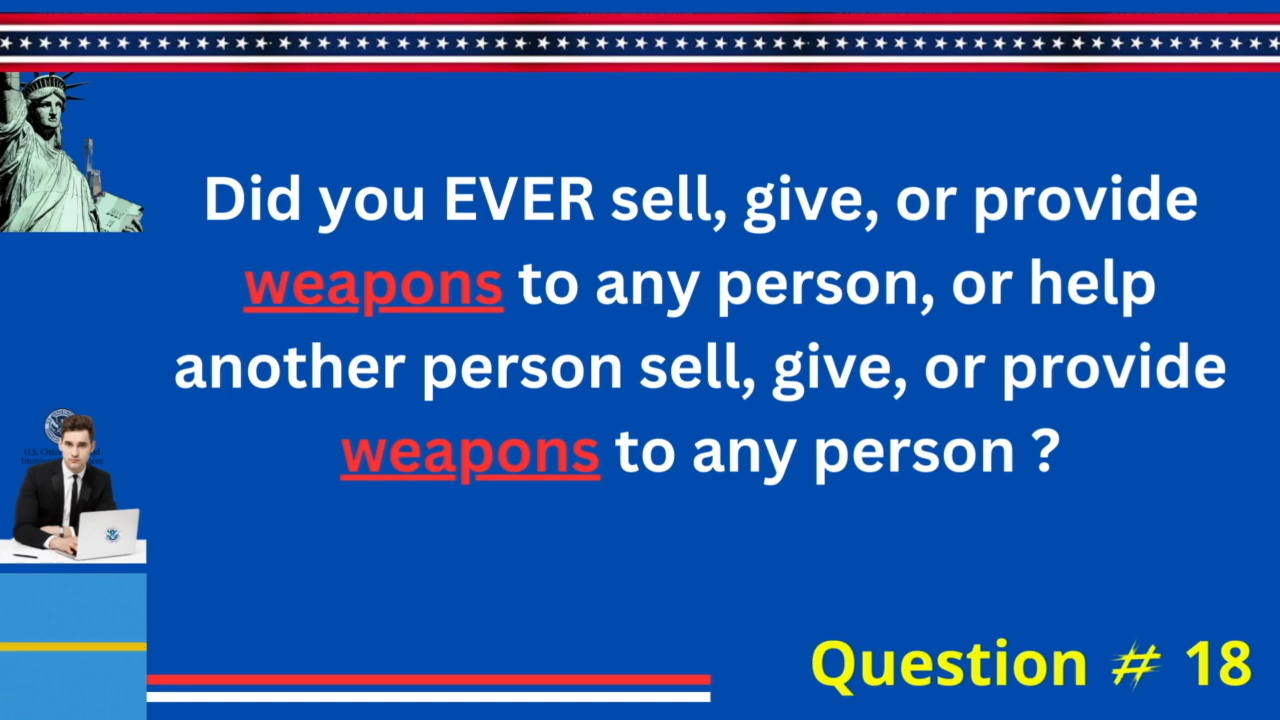 Did you EVER sell, give, or provide
weapons to any person, or help
another person sell, give, or provide
weapons to any person ?
Question # 18